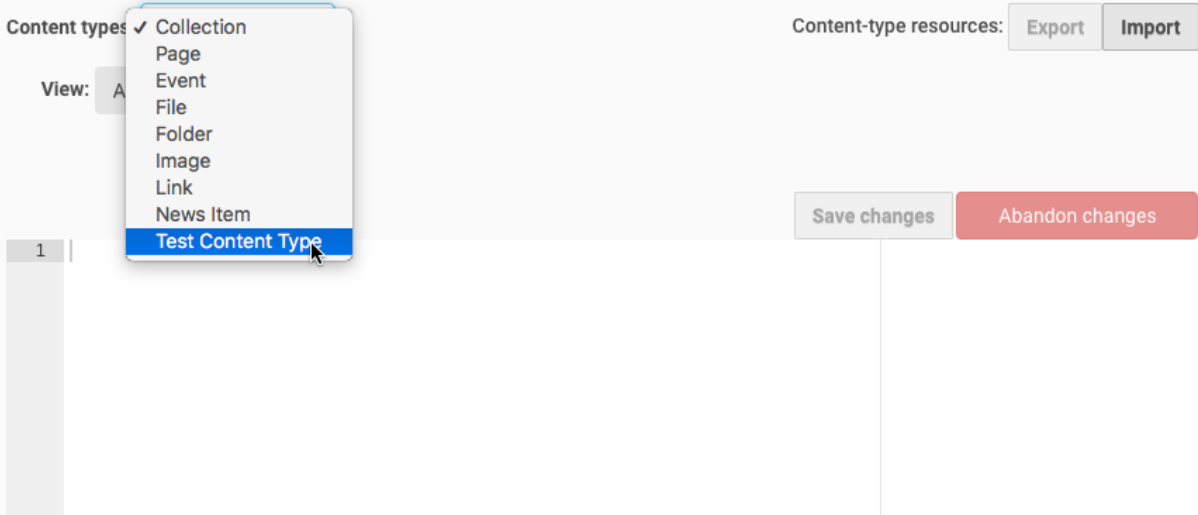 Content types ✓ Collection
Content-type resources: Export Import
Page
Event
View: A
File
Folder
Image
Link
News Item
Save changes Abandon changes
Test Content Type
1